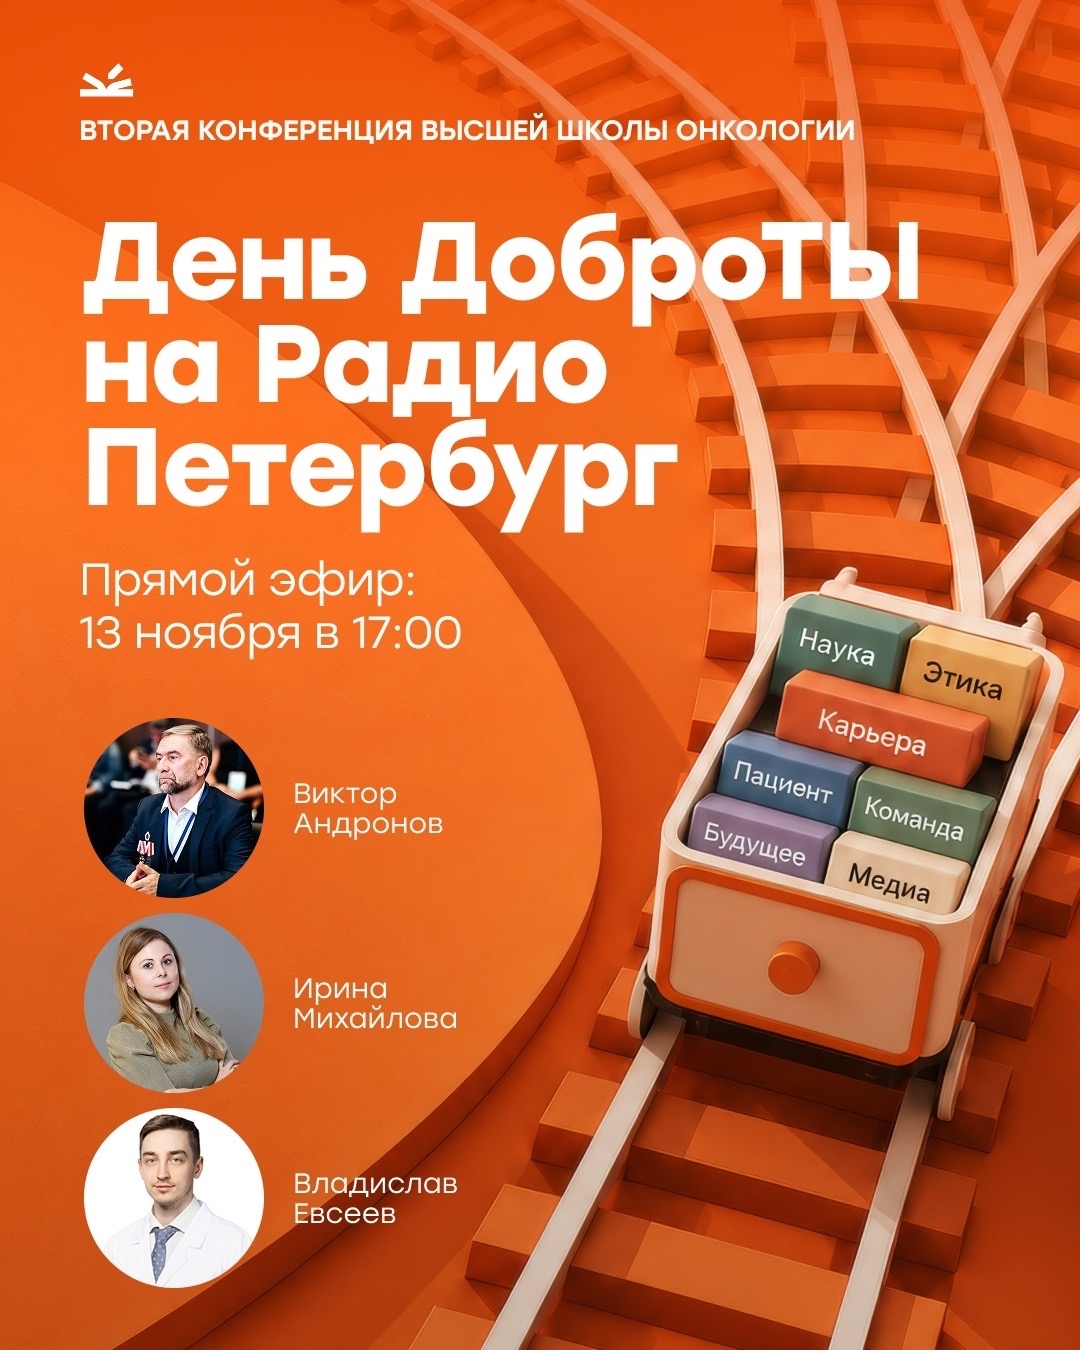 ВТОРАЯ КОНФЕРЕНЦИЯ ВЫСШЕЙ ШКОЛЫ ОНКОЛОГИИ
День ДоброТЫ
на Радио
Петербург
Прямой эфир:
13 ноября в 17:00
Виктор
Андронов
Ирина
Михайлова
Владислав
Евсеев
Наука
Этика
Карьера
Пациент
Команда
Будущее
Медиа